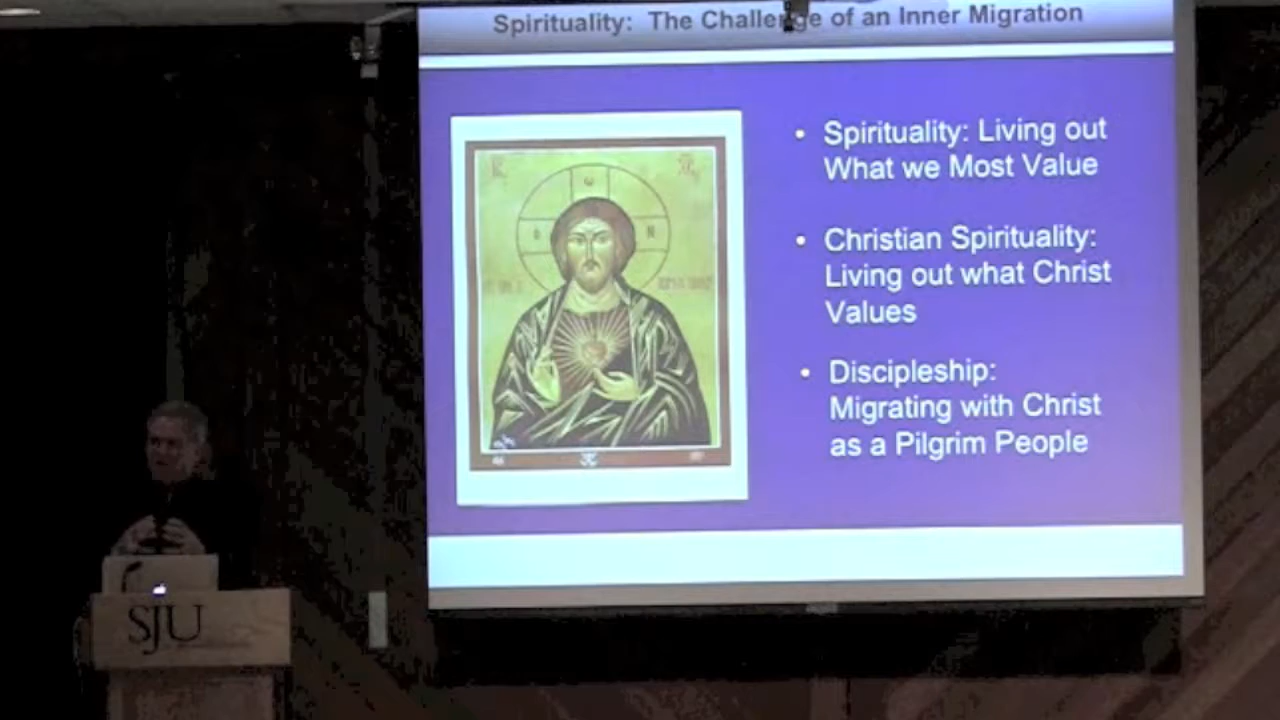 Spirituality: The Challenge of an Inner Migration
• Spirituality: Living out
What we Most Value
• Christian Spirituality:
Living out what Christ
Values
• Discipleship:
Migrating with Christ
as a Pilgrim People
SJU